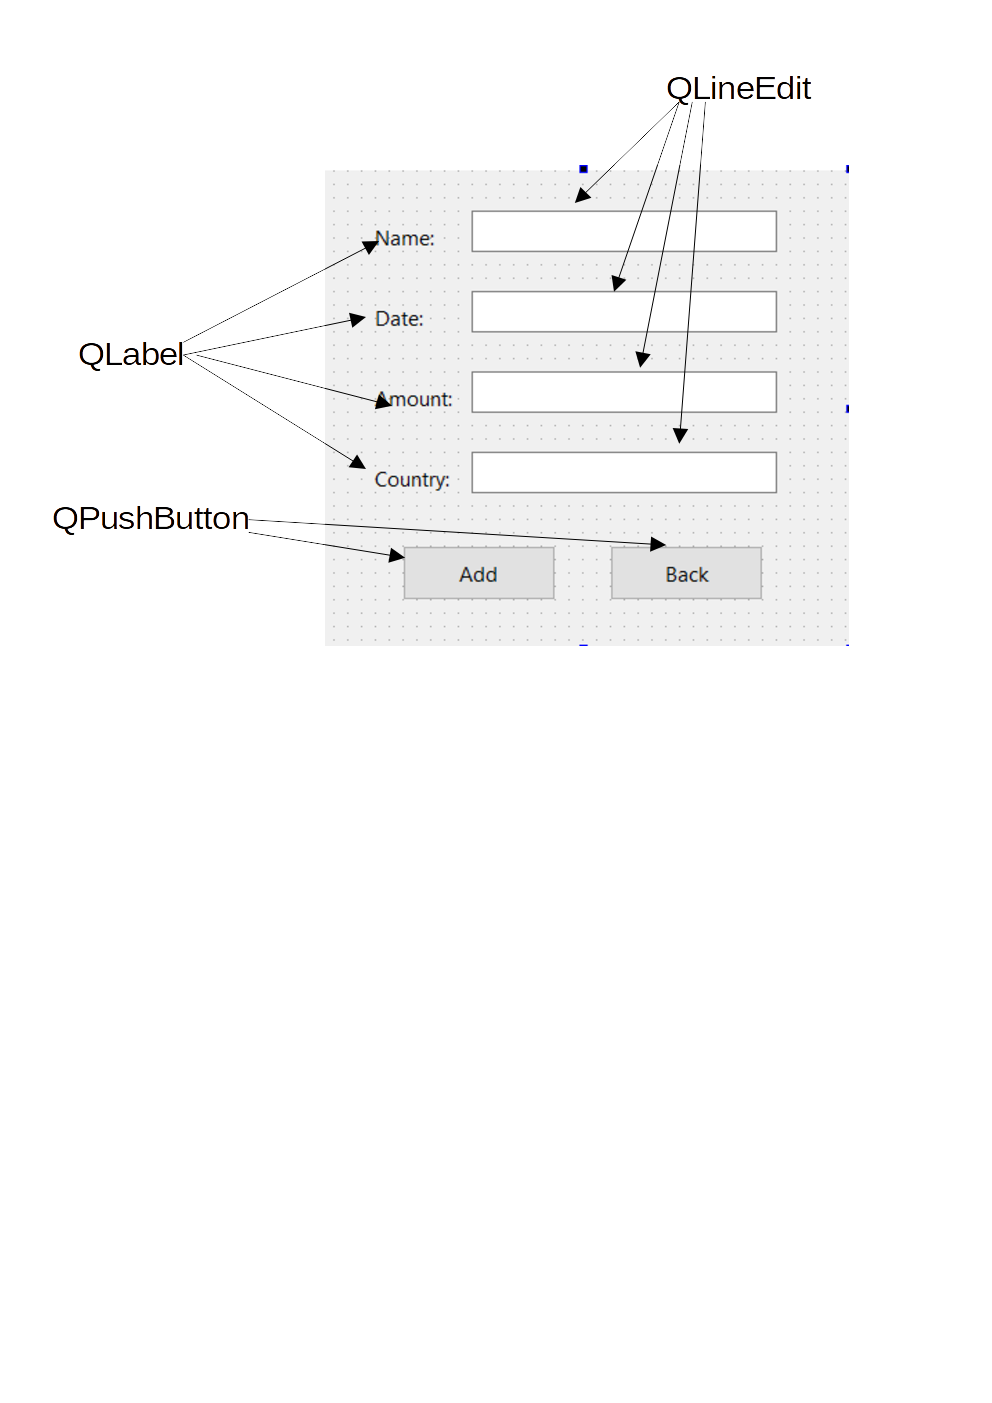 QLineEdit
Name:
Date:
QLabel
Amount:
Country:
QPushButton
Add
Back